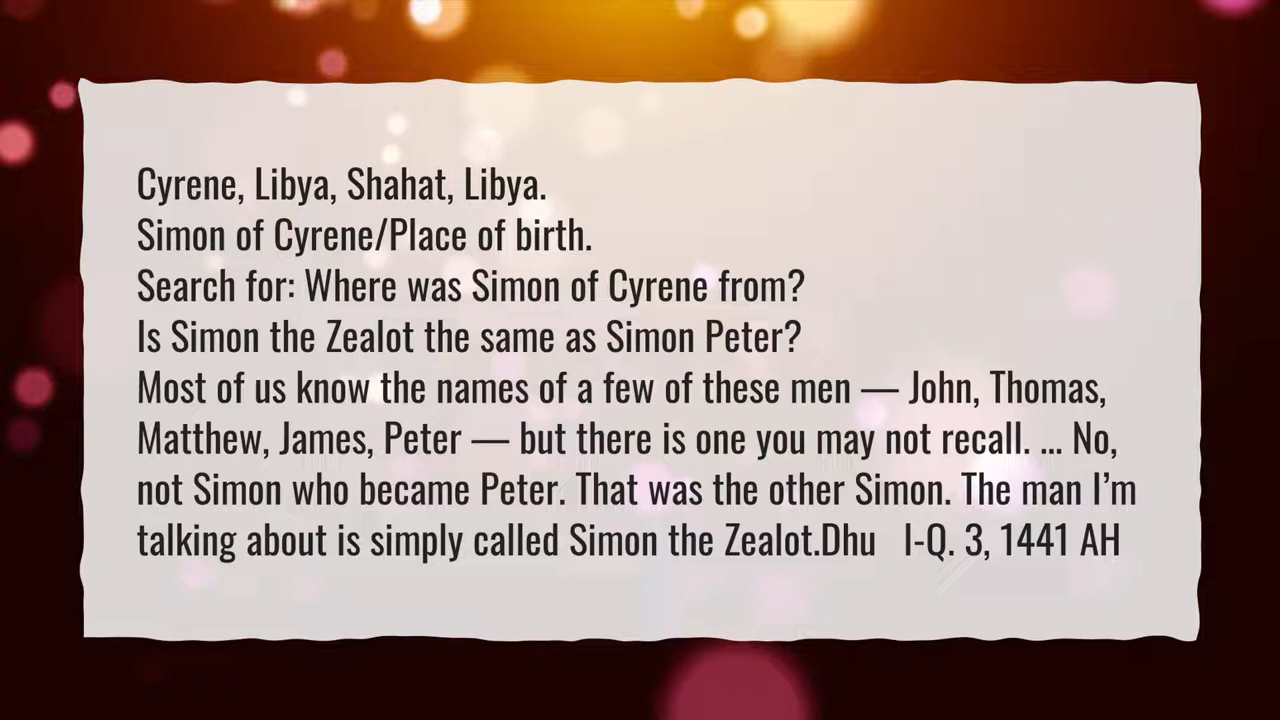 Cyrene, Libya, Shahat, Libya.
Simon of Cyrene/Place of birth.
Search for: Where was Simon of Cyrene from?
Is Simon the Zealot the same as Simon Peter?
Most of us know the names of a few of these men — John, Thomas,
Matthew, James, Peter — but there is one you may not recall. ... No,
not Simon who became Peter. That was the other Simon. The man I’m
talking about is simply called Simon the Zealot.Dhu   I-Q. 3, 1441 AH